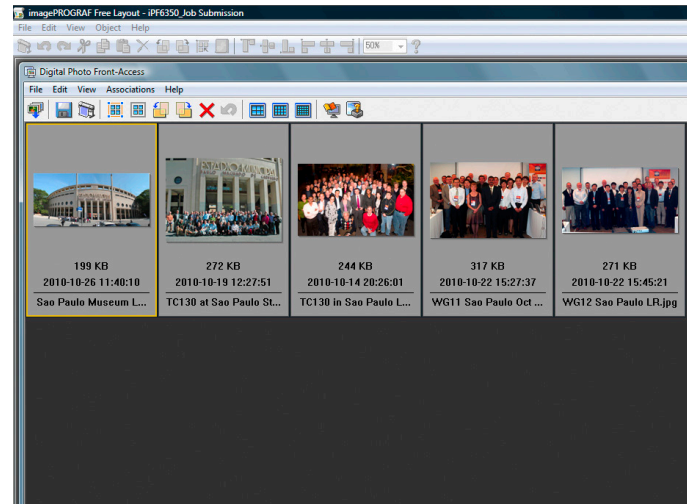 imagePROGRAF Free Layout - iPF6350_Job Submission
File Edit View Object Help
50% ?
Digital Photo Front-Access
File Edit View Associations Help
199 KB
2010-10-26 11:40:10
Sao Paulo Museum L...
272 KB
2010-10-19 12:27:51
TC130 at Sao Paulo St...
244 KB
2010-10-14 20:26:01
TC130 in Sao Paulo L...
317 KB
2010-10-22 15:27:37
WG11 Sao Paulo Oct ...
271 KB
2010-10-22 15:45:21
WG12 Sao Paulo LR.jpg